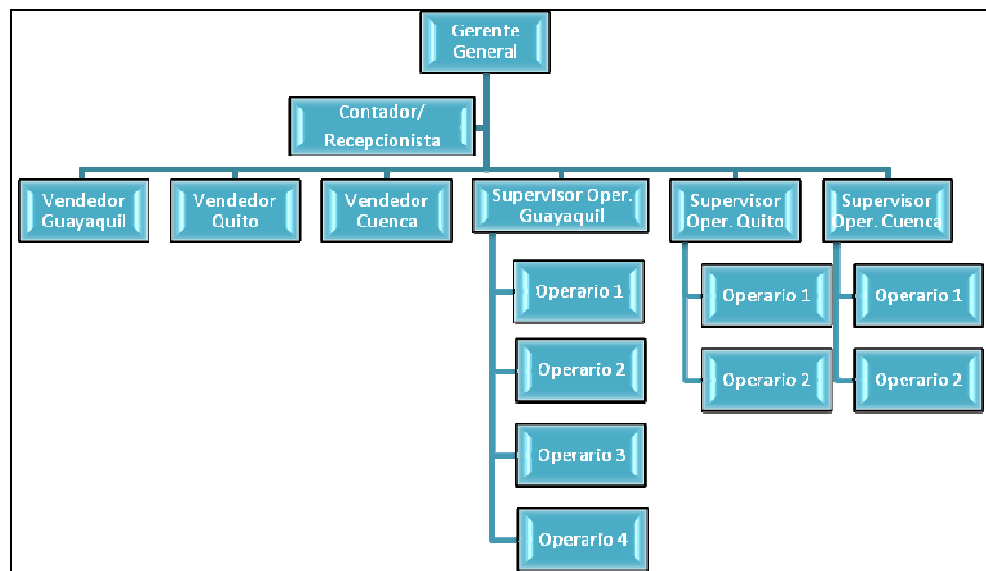 Gerente
General
Contador/
Recepcionista
Vendedor
Guayaquil
Vendedor
Quito
Vendedor
Cuenca
Supervisor Oper.
Guayaquil
Supervisor
Oper. Quito
Supervisor
Oper. Cuenca
Operario 1
Operario 2
Operario 3
Operario 4
Operario 1
Operario 2
Operario 1
Operario 2